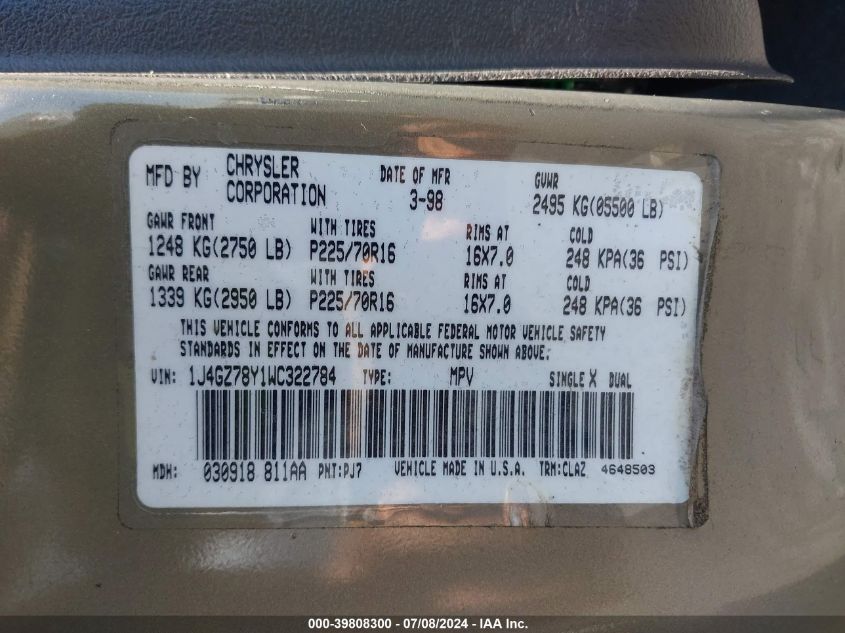 MFD BY CHRYSLER CORPORATION DATE OF MFR 3-98 GVWR 2495 KG(05500 LB)
GAWR FRONT WITH TIRES RIMS AT COLD
1248 KG(2750 LB) P225/70R16 16X7.0 248 KPA(36 PSI)
GAWR REAR WITH TIRES RIMS AT COLD
1339 KG(2950 LB) P225/70R16 16X7.0 248 KPA(36 PSI)
THIS VEHICLE CONFORMS TO ALL APPLICABLE FEDERAL MOTOR VEHICLE SAFETY
STANDARDS IN EFFECT ON THE DATE OF MANUFACTURE SHOWN ABOVE.
VIN: 1J4GZ78Y1WC322784 TYPE: MPV SINGLE X DUAL
MDH: 030918 811AA PNT:PJ7 VEHICLE MADE IN U.S.A. TRM:CLAZ 4648503
000-39808300 - 07/08/2024 - IAA Inc.